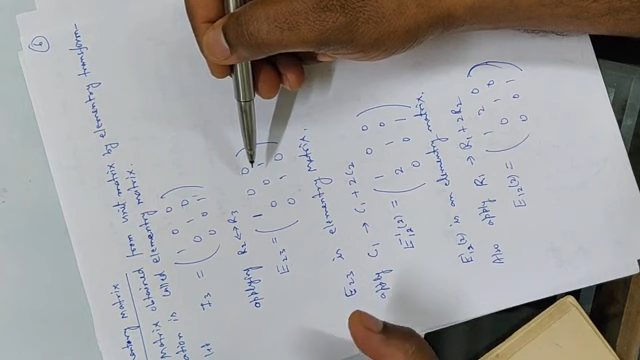 (6)
matrix
matrix obtained from unit matrix by elementary transform-
ation is called elementary matrix.
let I3 = (1 0 0
0 1 0
0 0 1)
apply R2 ↔ R3
E23 = (1 0 0
0 0 1
0 1 0)
E23 is elementary matrix.
apply C1 → C1 + 2C2
E'12(2) = (1 0 0
2 1 0
0 0 1)
E12(2) is an elementary matrix.
Also apply R1 → R1 + 2R2
E12(2) = (1 2 0
0 1 0
0 0 1)